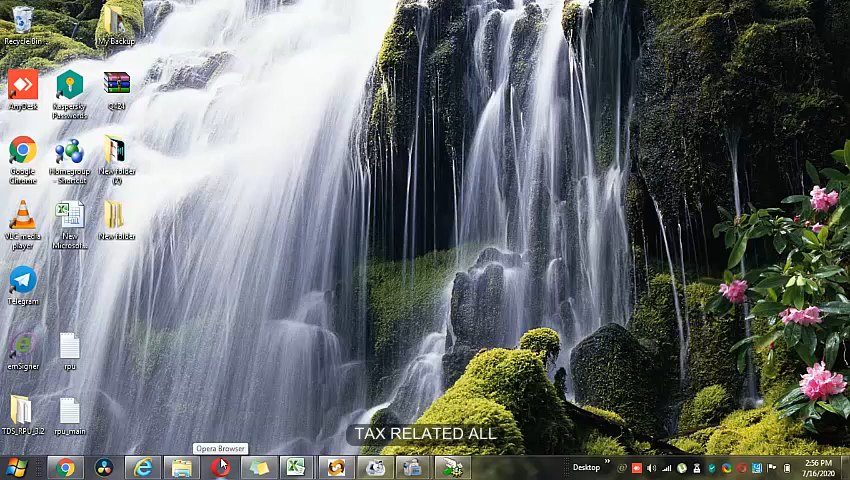 Recycle Bin
My Backup
AnyDesk
Kaspersky
Passwords
Q421
Google
Chrome
Homegroup
- Shortcut
New folder
(2)
VLC media
player
New
Microsof...
New folder
Telegram
emSigner
rpu
TDS_RPU_3.2
rpu_main
TAX RELATED ALL
Opera Browser
Desktop
2:56 PM
7/16/2020